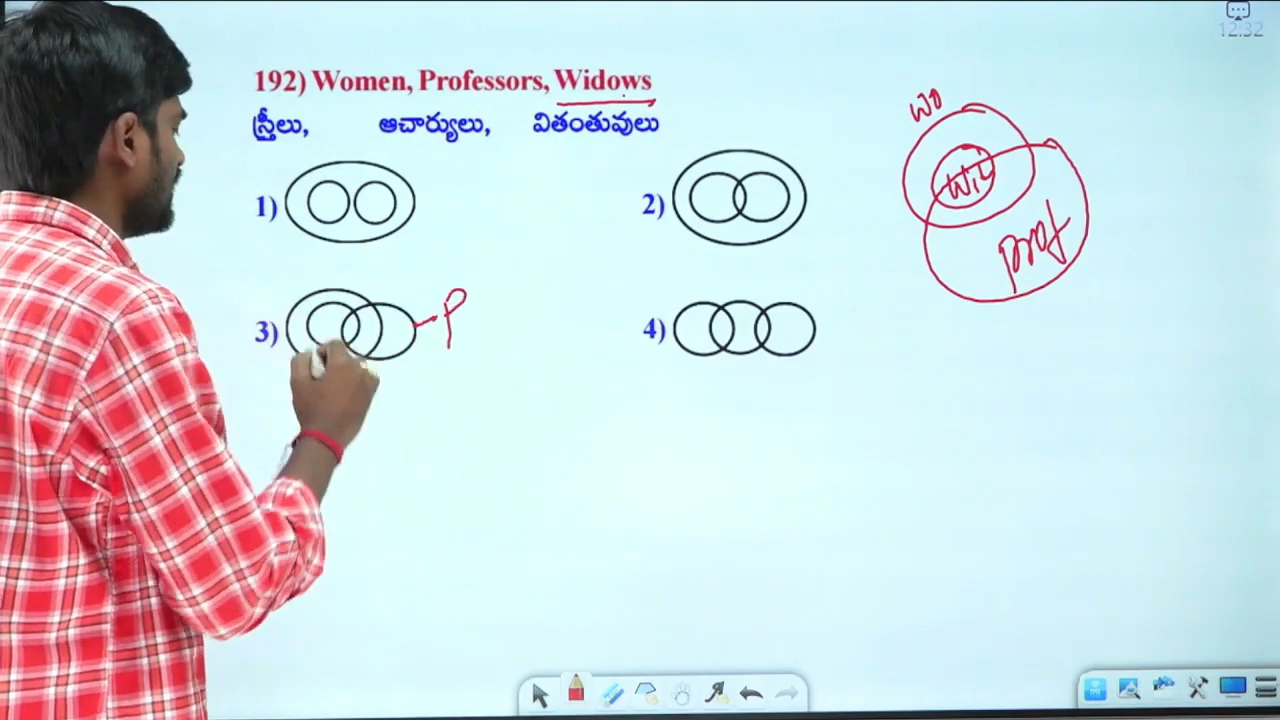 12:32
192) Women, Professors, Widows
స్త్రీలు, ఆచార్యులు, వితంతువులు
1)
2)
3) P
4)
wo
wi
prof